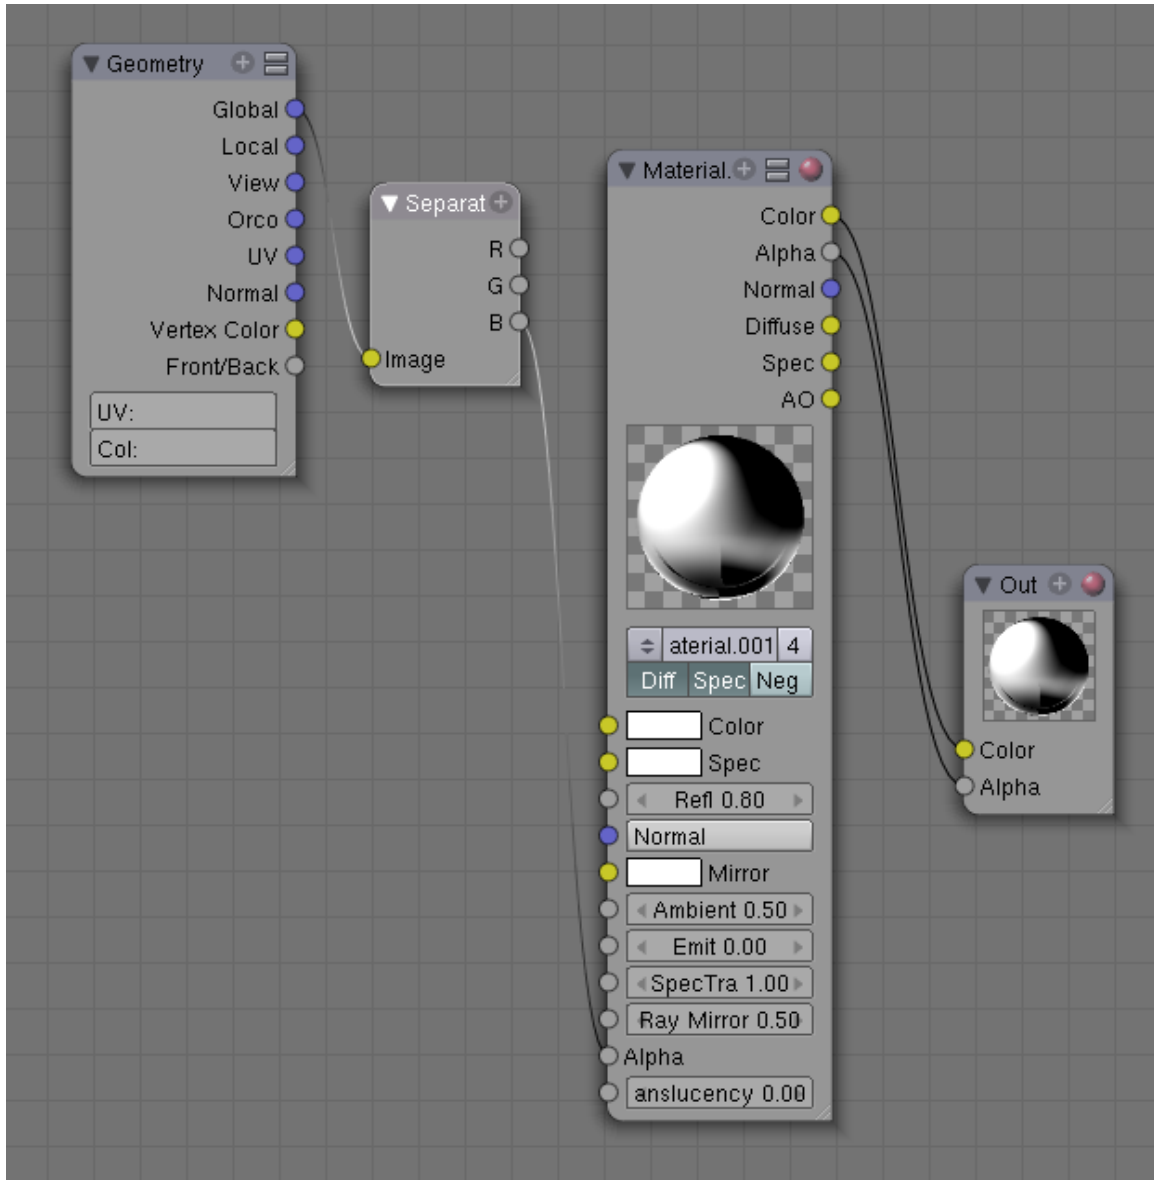 Geometry
Global
Local
View
Orco
UV
Normal
Vertex Color
Front/Back
UV:
Col:
Separat
R
G
B
Image
Material.
Color
Alpha
Normal
Diffuse
Spec
AO
aterial.001 4
Diff Spec Neg
Color
Spec
Refl 0.80
Normal
Mirror
Ambient 0.50
Emit 0.00
SpecTra 1.00
Ray Mirror 0.50
Alpha
anslucency 0.00
Out
Color
Alpha